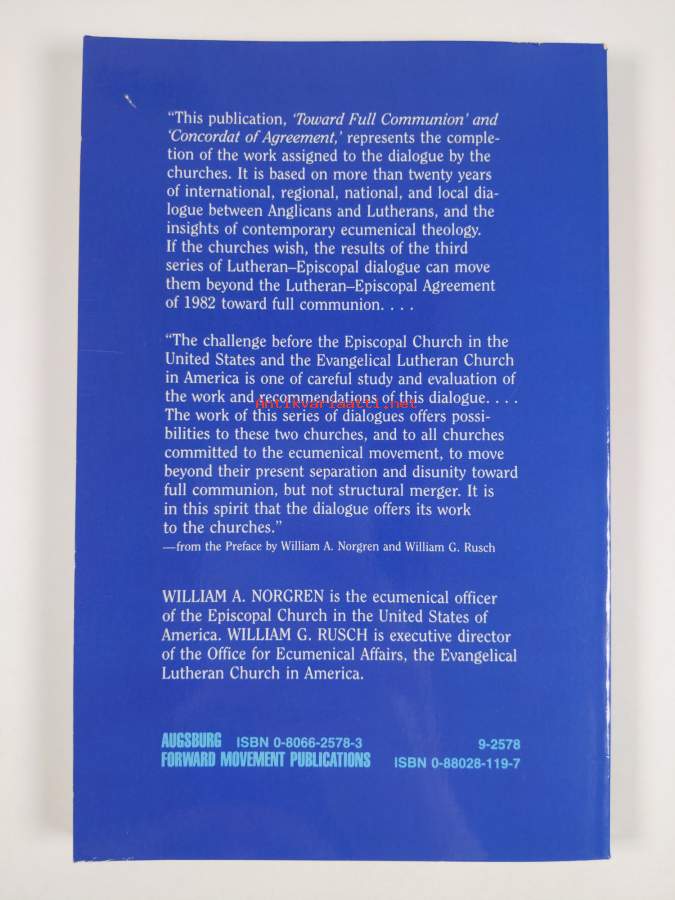 “This publication, ‘Toward Full Communion’ and
‘Concordat of Agreement,’ represents the comple-
tion of the work assigned to the dialogue by the
churches. It is based on more than twenty years
of international, regional, national, and local dia-
logue between Anglicans and Lutherans, and the
insights of contemporary ecumenical theology.
If the churches wish, the results of the third
series of Lutheran–Episcopal dialogue can move
them beyond the Lutheran–Episcopal Agreement
of 1982 toward full communion. . . .
“The challenge before the Episcopal Church in the
United States and the Evangelical Lutheran Church
in America is one of careful study and evaluation of
the work and recommendations of this dialogue. . . .
Antikvariaatti.net
The work of this series of dialogues offers possi-
bilities to these two churches, and to all churches
committed to the ecumenical movement, to move
beyond their present separation and disunity toward
full communion, but not structural merger. It is
in this spirit that the dialogue offers its work
to the churches.”
—from the Preface by William A. Norgren and William G. Rusch
WILLIAM A. NORGREN is the ecumenical officer
of the Episcopal Church in the United States of
America. WILLIAM G. RUSCH is executive director
of the Office for Ecumenical Affairs, the Evangelical
Lutheran Church in America.
AUGSBURG ISBN 0-8066-2578-3 9-2578
FORWARD MOVEMENT PUBLICATIONS ISBN 0-88028-119-7